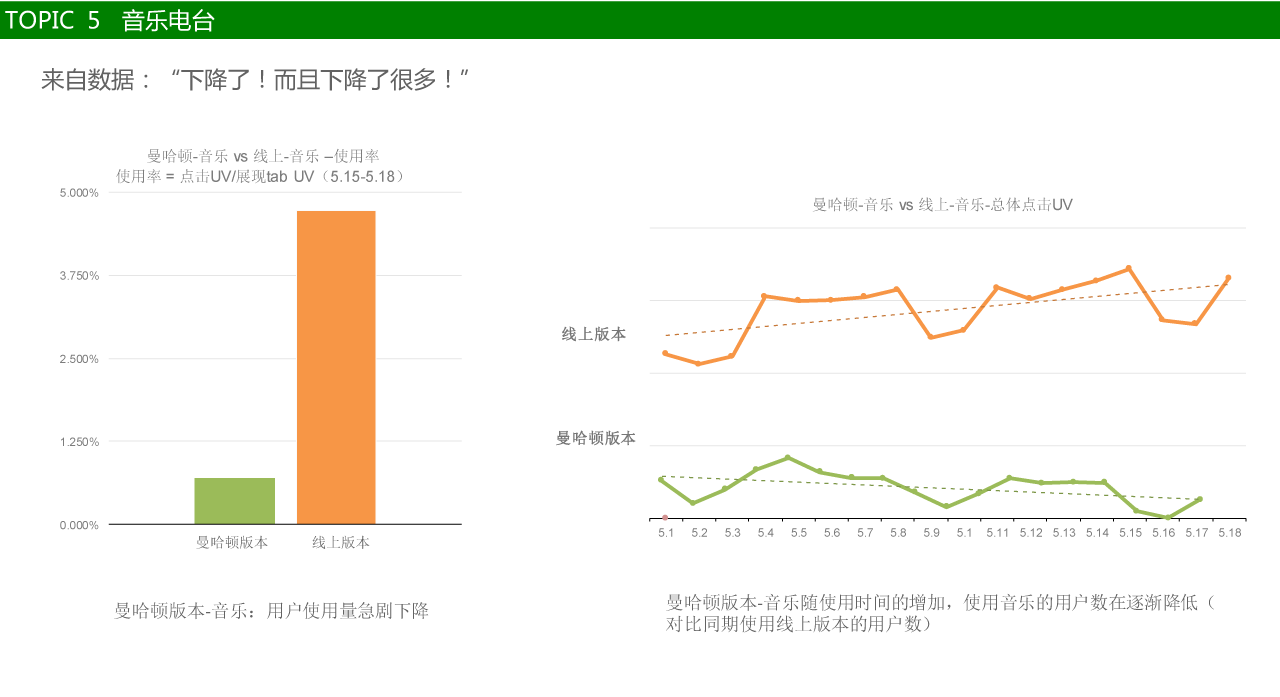 TOPIC 5 音乐电台
来自数据：“下降了！而且下降了很多！”
曼哈顿-音乐 vs 线上-音乐 –使用率
使用率 = 点击UV/展现tab UV（5.15-5.18）
5.000%
3.750%
2.500%
1.250%
0.000%
曼哈顿版本
线上版本
曼哈顿版本-音乐：用户使用量急剧下降
曼哈顿-音乐 vs 线上-音乐-总体点击UV
线上版本
曼哈顿版本
5.1 5.2 5.3 5.4 5.5 5.6 5.7 5.8 5.9 5.1 5.11 5.12 5.13 5.14 5.15 5.16 5.17 5.18
曼哈顿版本-音乐随使用时间的增加，使用音乐的用户数在逐渐降低（
对比同期使用线上版本的用户数）